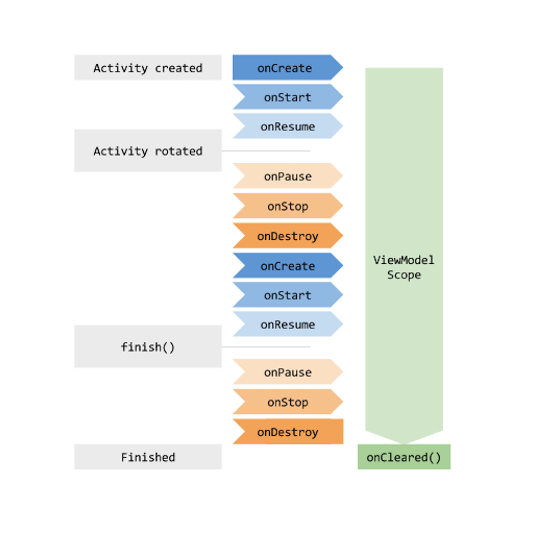 Activity created
onCreate
onStart
onResume
Activity rotated
onPause
onStop
onDestroy
onCreate
ViewModel
Scope
onStart
onResume
finish()
onPause
onStop
onDestroy
Finished
onCleared()